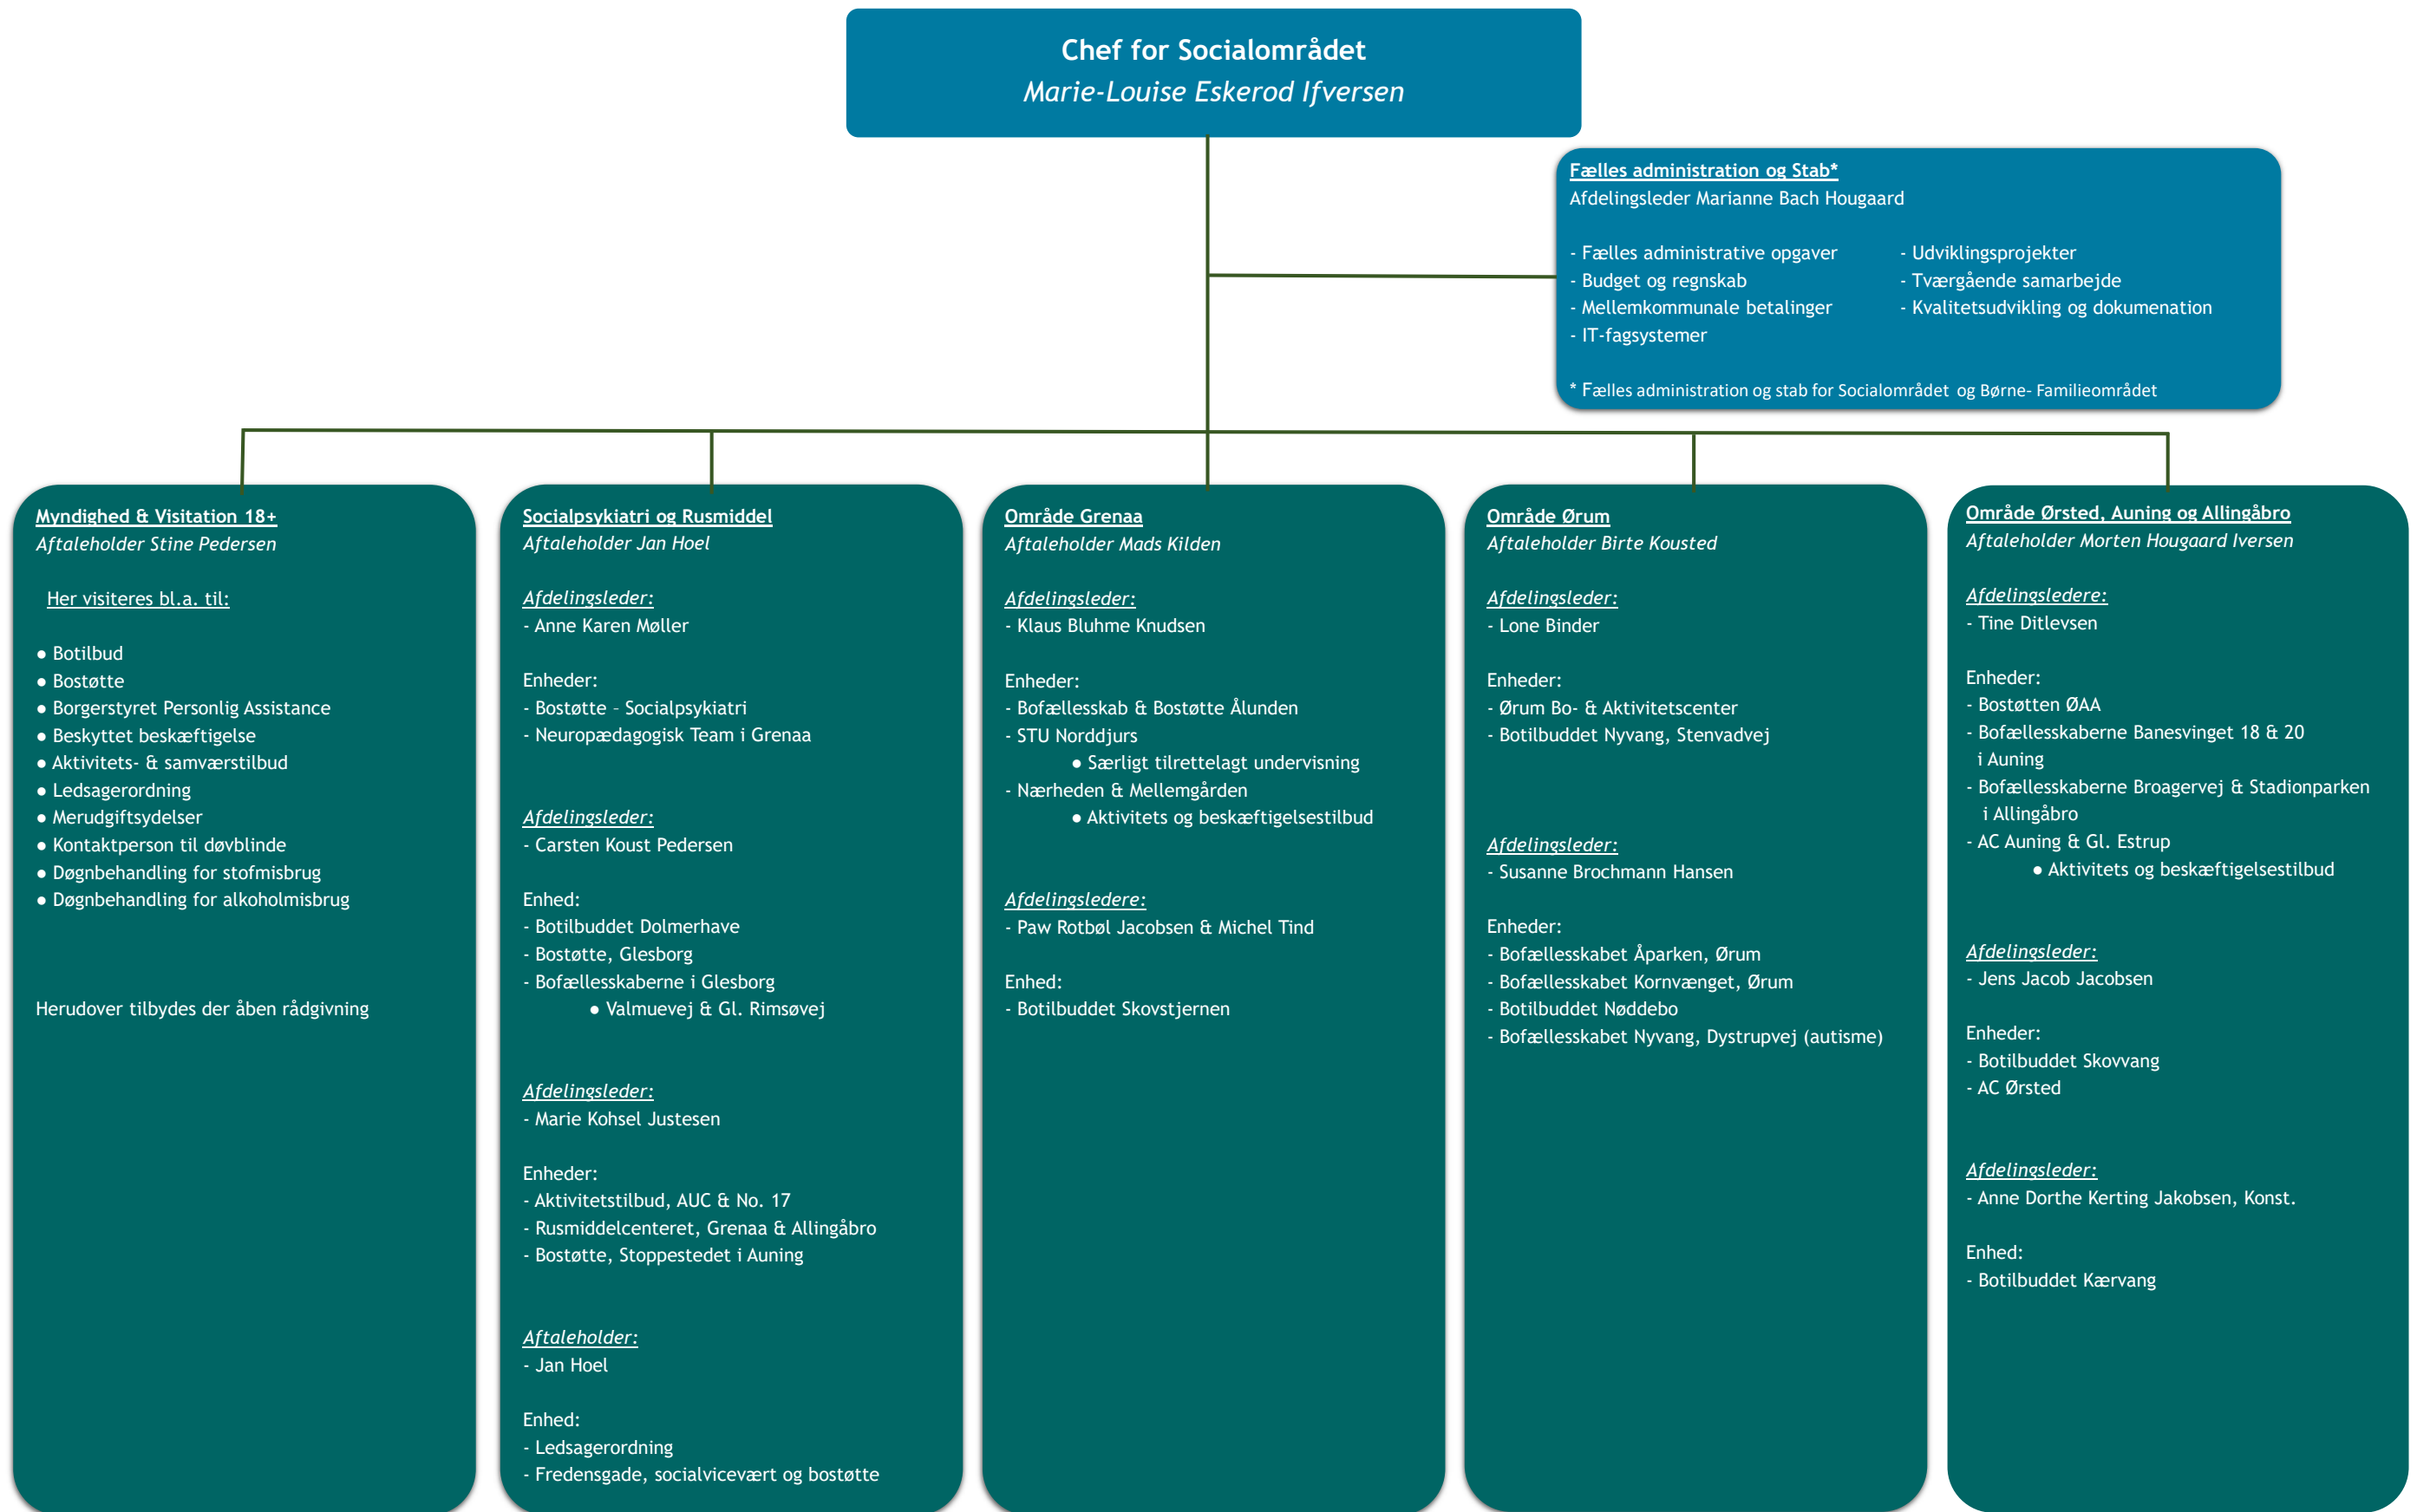 Chef for Socialområdet
Marie-Louise Eskerod Ifversen
Fælles administration og Stab*
Afdelingsleder Marianne Bach Hougaard
- Fælles administrative opgaver
- Budget og regnskab
- Mellemkommunale betalinger
- IT-fagsystemer
- Udviklingsprojekter
- Tværgående samarbejde
- Kvalitetsudvikling og dokumenation
* Fælles administration og stab for Socialområdet og Børne- Familieområdet
Myndighed & Visitation 18+
Aftaleholder Stine Pedersen
Her visiteres bl.a. til:
● Botilbud
● Bostøtte
● Borgerstyret Personlig Assistance
● Beskyttet beskæftigelse
● Aktivitets- & samværstilbud
● Ledsagerordning
● Merudgiftsydelser
● Kontaktperson til døvblinde
● Døgnbehandling for stofmisbrug
● Døgnbehandling for alkoholmisbrug
Herudover tilbydes der åben rådgivning
Socialpsykiatri og Rusmiddel
Aftaleholder Jan Hoel
Afdelingsleder:
- Anne Karen Møller
Enheder:
- Bostøtte – Socialpsykiatri
- Neuropædagogisk Team i Grenaa
Afdelingsleder:
- Carsten Koust Pedersen
Enhed:
- Botilbuddet Dolmerhave
- Bostøtte, Glesborg
- Bofællesskaberne i Glesborg
● Valmuevej & Gl. Rimsøvej
Afdelingsleder:
- Marie Kohsel Justesen
Enheder:
- Aktivitetstilbud, AUC & No. 17
- Rusmiddelcenteret, Grenaa & Allingåbro
- Bostøtte, Stoppestedet i Auning
Aftaleholder:
- Jan Hoel
Enhed:
- Ledsagerordning
- Fredensgade, socialvicevært og bostøtte
Område Grenaa
Aftaleholder Mads Kilden
Afdelingsleder:
- Klaus Bluhme Knudsen
Enheder:
- Bofællesskab & Bostøtte Ålunden
- STU Norddjurs
● Særligt tilrettelagt undervisning
- Nærheden & Mellemgården
● Aktivitets og beskæftigelsestilbud
Afdelingsledere:
- Paw Rotbøl Jacobsen & Michel Tind
Enhed:
- Botilbuddet Skovstjernen
Område Ørum
Aftaleholder Birte Kousted
Afdelingsleder:
- Lone Binder
Enheder:
- Ørum Bo- & Aktivitetscenter
- Botilbuddet Nyvang, Stenvadvej
Afdelingsleder:
- Susanne Brochmann Hansen
Enheder:
- Bofællesskabet Åparken, Ørum
- Bofællesskabet Kornvænget, Ørum
- Botilbuddet Nøddebo
- Bofællesskabet Nyvang, Dystrupvej (autisme)
Område Ørsted, Auning og Allingåbro
Aftaleholder Morten Hougaard Iversen
Afdelingsledere:
- Tine Ditlevsen
Enheder:
- Bostøtten ØAA
- Bofællesskaberne Banesvinget 18 & 20
i Auning
- Bofællesskaberne Broagervej & Stadionparken
i Allingåbro
- AC Auning & Gl. Estrup
● Aktivitets og beskæftigelsestilbud
Afdelingsleder:
- Jens Jacob Jacobsen
Enheder:
- Botilbuddet Skovvang
- AC Ørsted
Afdelingsleder:
- Anne Dorthe Kerting Jakobsen, Konst.
Enhed:
- Botilbuddet Kærvang